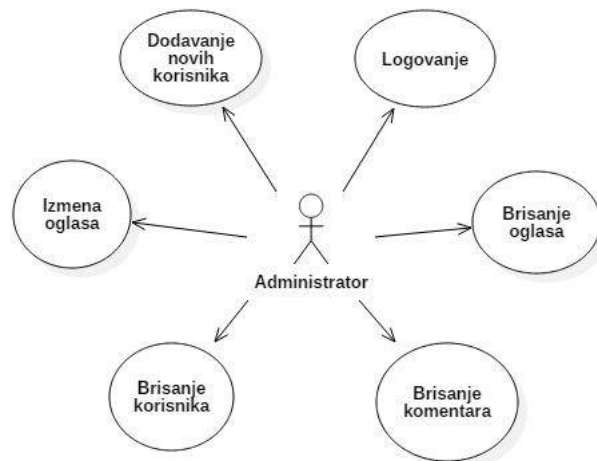 Dodavanje
novih
korisnika
Logovanje
Izmena
oglasa
Brisanje
oglasa
Administrator
Brisanje
korisnika
Brisanje
komentara